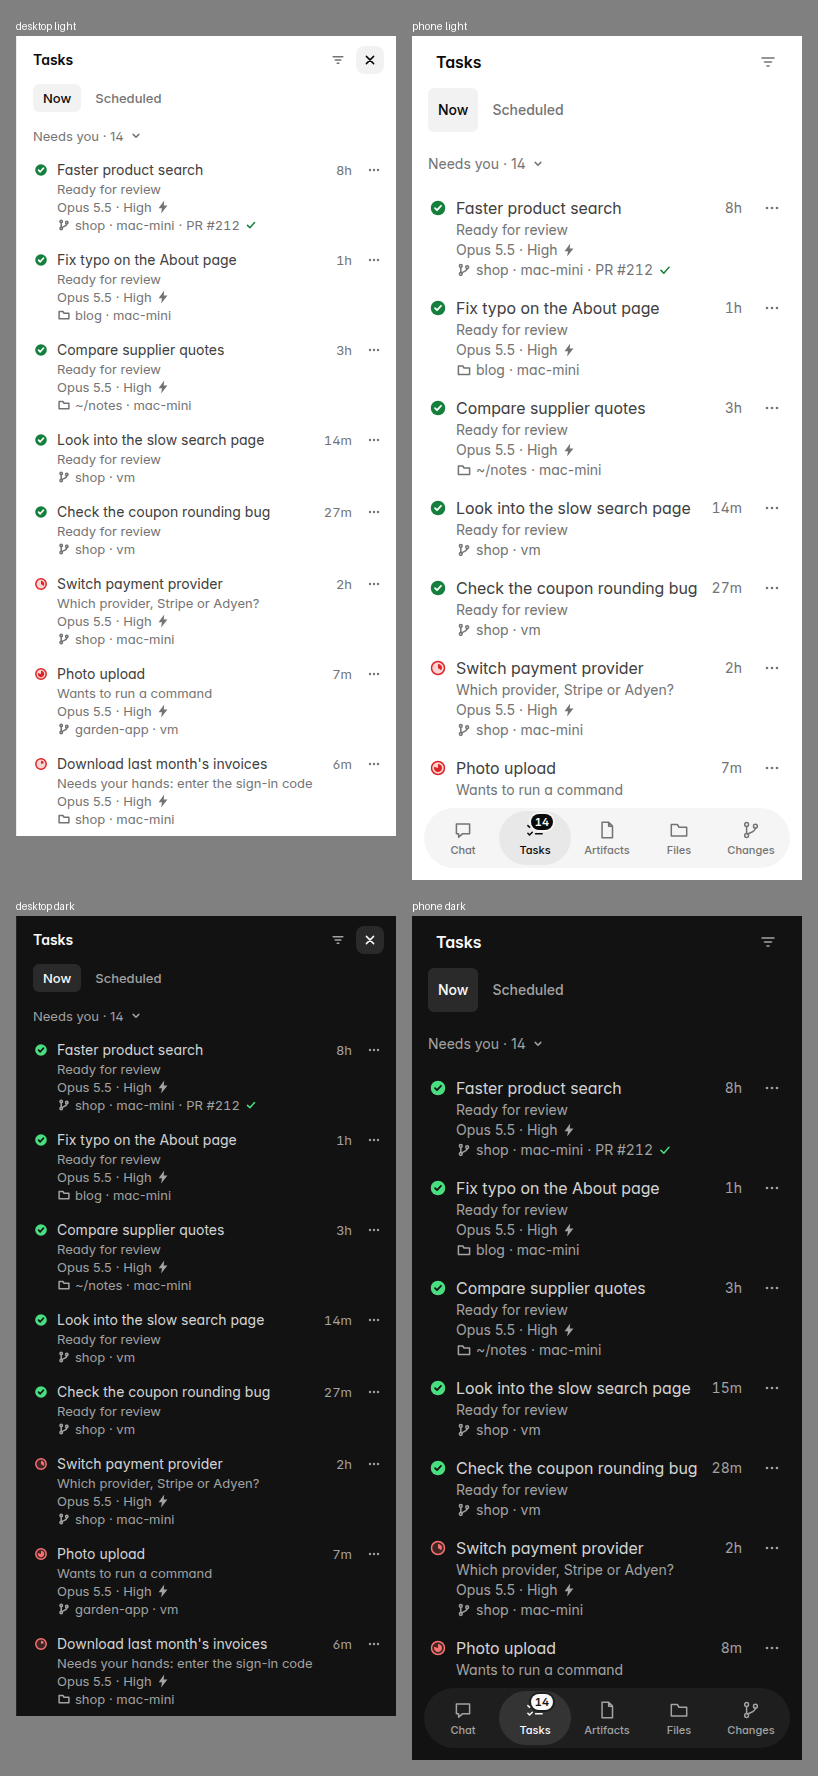 desktop light
Tasks
Now Scheduled
Needs you · 14
Faster product search 8h
Ready for review
Opus 5.5 · High
shop · mac-mini · PR #212
Fix typo on the About page 1h
Ready for review
Opus 5.5 · High
blog · mac-mini
Compare supplier quotes 3h
Ready for review
Opus 5.5 · High
~/notes · mac-mini
Look into the slow search page 14m
Ready for review
shop · vm
Check the coupon rounding bug 27m
Ready for review
shop · vm
Switch payment provider 2h
Which provider, Stripe or Adyen?
Opus 5.5 · High
shop · mac-mini
Photo upload 7m
Wants to run a command
Opus 5.5 · High
garden-app · vm
Download last month's invoices 6m
Needs your hands: enter the sign-in code
Opus 5.5 · High
shop · mac-mini
phone light
Tasks
Now Scheduled
Needs you · 14
Faster product search 8h
Ready for review
Opus 5.5 · High
shop · mac-mini · PR #212
Fix typo on the About page 1h
Ready for review
Opus 5.5 · High
blog · mac-mini
Compare supplier quotes 3h
Ready for review
Opus 5.5 · High
~/notes · mac-mini
Look into the slow search page 14m
Ready for review
shop · vm
Check the coupon rounding bug 27m
Ready for review
shop · vm
Switch payment provider 2h
Which provider, Stripe or Adyen?
Opus 5.5 · High
shop · mac-mini
Photo upload 7m
Wants to run a command
14
Chat Tasks Artifacts Files Changes
desktop dark
Tasks
Now Scheduled
Needs you · 14
Faster product search 8h
Ready for review
Opus 5.5 · High
shop · mac-mini · PR #212
Fix typo on the About page 1h
Ready for review
Opus 5.5 · High
blog · mac-mini
Compare supplier quotes 3h
Ready for review
Opus 5.5 · High
~/notes · mac-mini
Look into the slow search page 14m
Ready for review
shop · vm
Check the coupon rounding bug 27m
Ready for review
shop · vm
Switch payment provider 2h
Which provider, Stripe or Adyen?
Opus 5.5 · High
shop · mac-mini
Photo upload 7m
Wants to run a command
Opus 5.5 · High
garden-app · vm
Download last month's invoices 6m
Needs your hands: enter the sign-in code
Opus 5.5 · High
shop · mac-mini
phone dark
Tasks
Now Scheduled
Needs you · 14
Faster product search 8h
Ready for review
Opus 5.5 · High
shop · mac-mini · PR #212
Fix typo on the About page 1h
Ready for review
Opus 5.5 · High
blog · mac-mini
Compare supplier quotes 3h
Ready for review
Opus 5.5 · High
~/notes · mac-mini
Look into the slow search page 15m
Ready for review
shop · vm
Check the coupon rounding bug 28m
Ready for review
shop · vm
Switch payment provider 2h
Which provider, Stripe or Adyen?
Opus 5.5 · High
shop · mac-mini
Photo upload 8m
Wants to run a command
14
Chat Tasks Artifacts Files Changes